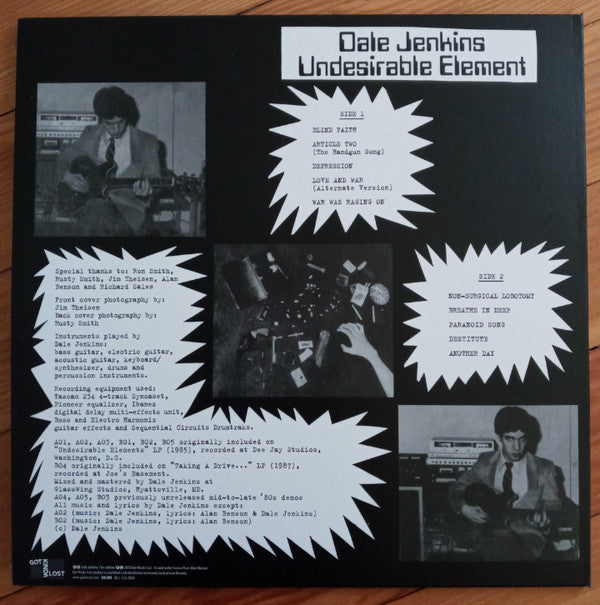 Dale Jenkins
Undesirable Element
SIDE 1
BLIND FAITH
ARTICLE TWO
(The Handgun Song)
DEPRESSION
LOVE AND WAR
(Alternate Version)
WAR WAS RAGING ON
SIDE 2
NON-SURGICAL LOBOTOMY
BREATHE IN DEEP
PARANOID SONG
DESTITUTE
ANOTHER DAY
Special thanks to: Ron Smith,
Rusty Smith, Jim Theisen, Alan
Benson and Richard Sales
Front cover photography by:
Jim Theisen
Back cover photography by:
Rusty Smith
Instruments played by
Dale Jenkins:
bass guitar, electric guitar,
acoustic guitar, keyboard/
synthesizer, drums and
percussion instruments.
Recording equipment used:
Tascam 234 4-track Syncaset,
Pioneer equalizer, Ibanez
digital delay multi-effects unit,
Boss and Electro Harmonix
guitar effects and Sequential Circuits Drumtraks.
A01, A02, A03, B01, B02, B05 originally included on
"Undesirable Elements" LP (1985), recorded at Dee Jay Studios,
Washington, D.C.
B04 originally included on "Taking A Drive..." LP (1987),
recorded at Joe's Basement.
Mixed and mastered by Dale Jenkins at
GlassWing Studios, Hyattsville, MD.
A04, A05, B03 previously unreleased mid-to-late '80s demos
All music and lyrics by Dale Jenkins except:
A02 (music: Dale Jenkins, lyrics: Alan Benson & Dale Jenkins)
B02 (music: Dale Jenkins, lyrics: Alan Benson)
(c) Dale Jenkins
GOT
KINDA
LOST